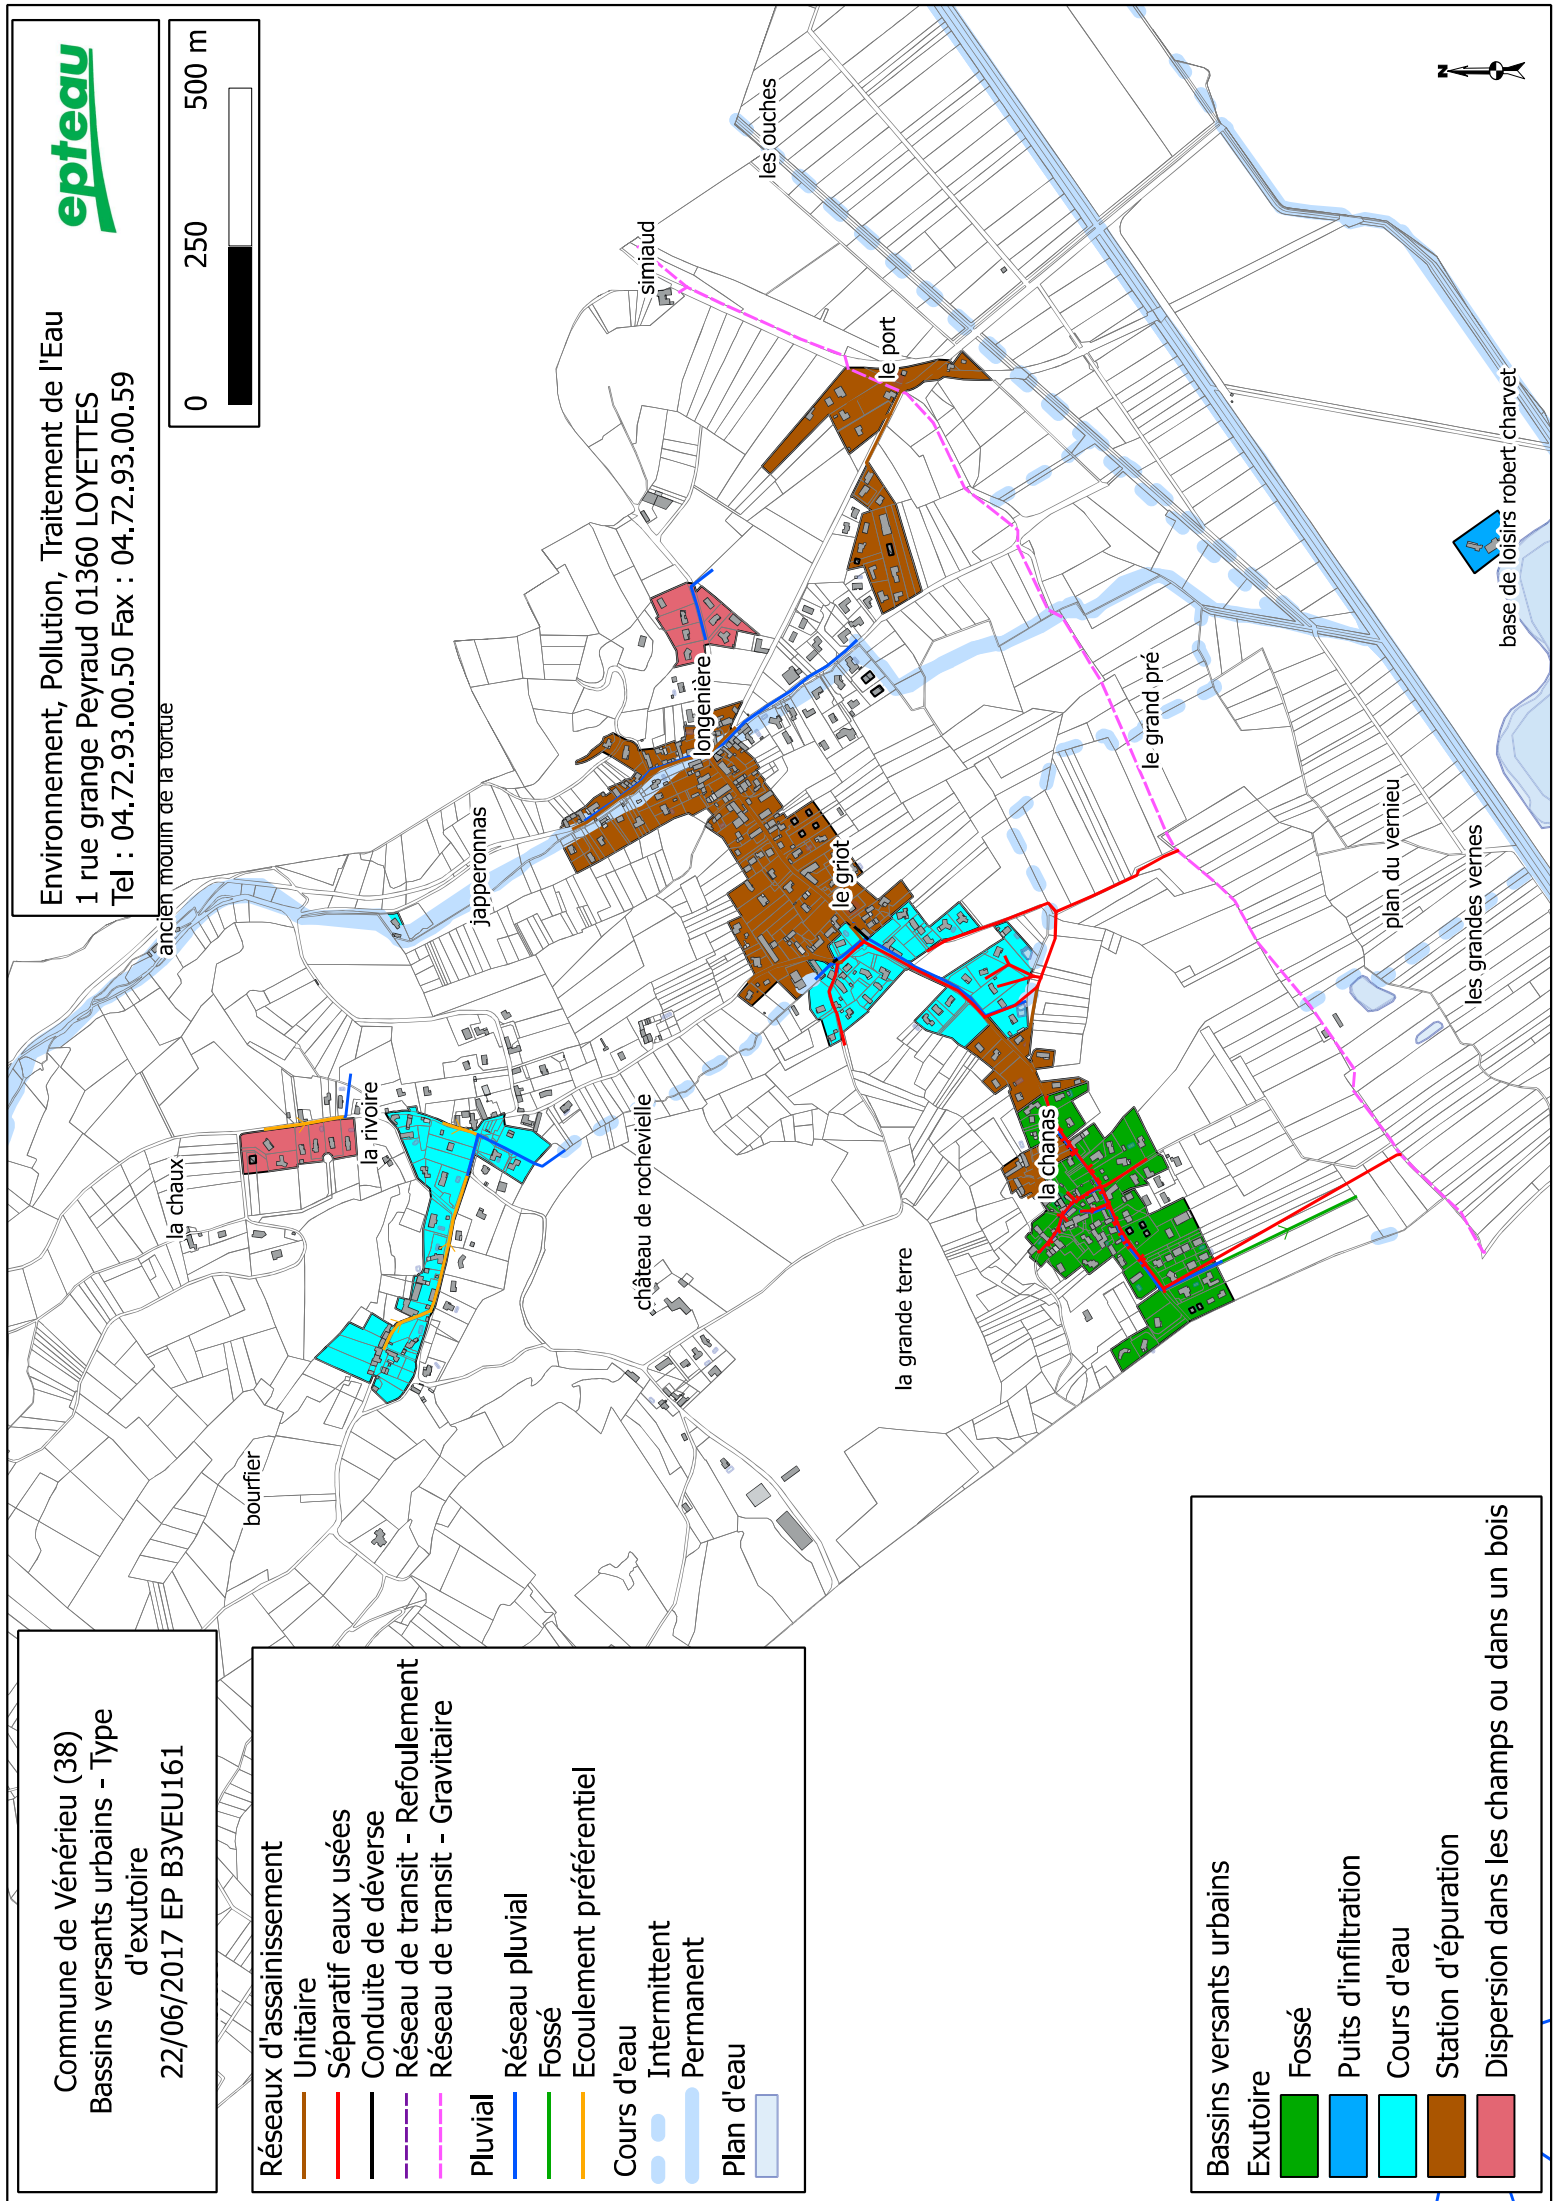 Commune de Vénérieu (38)
Bassins versants urbains - Type
d'exutoire
22/06/2017 EP B3VEU161
Réseaux d'assainissement
Unitaire
Séparatif eaux usées
Conduite de déverse
Réseau de transit - Refoulement
Réseau de transit - Gravitaire
Pluvial
Réseau pluvial
Fossé
Ecoulement préférentiel
Cours d'eau
Intermittent
Permanent
Plan d'eau
Bassins versants urbains
Exutoire
Fossé
Puits d'infiltration
Cours d'eau
Station d'épuration
Dispersion dans les champs ou dans un bois
epteau
Environnement, Pollution, Traitement de l'Eau
1 rue grange Peyraud 01360 LOYETTES
Tel : 04.72.93.00.50 Fax : 04.72.93.00.59
0
250
500 m
N
bourfier
la chaux
la rivoire
ancien moulin de la tortue
japperonnas
château de rochevielle
la grande terre
la chanas
le griot
longenière
simiaud
les ouches
le port
le grand pré
plan du vernieu
les grandes vernes
base de loisirs robert charvet